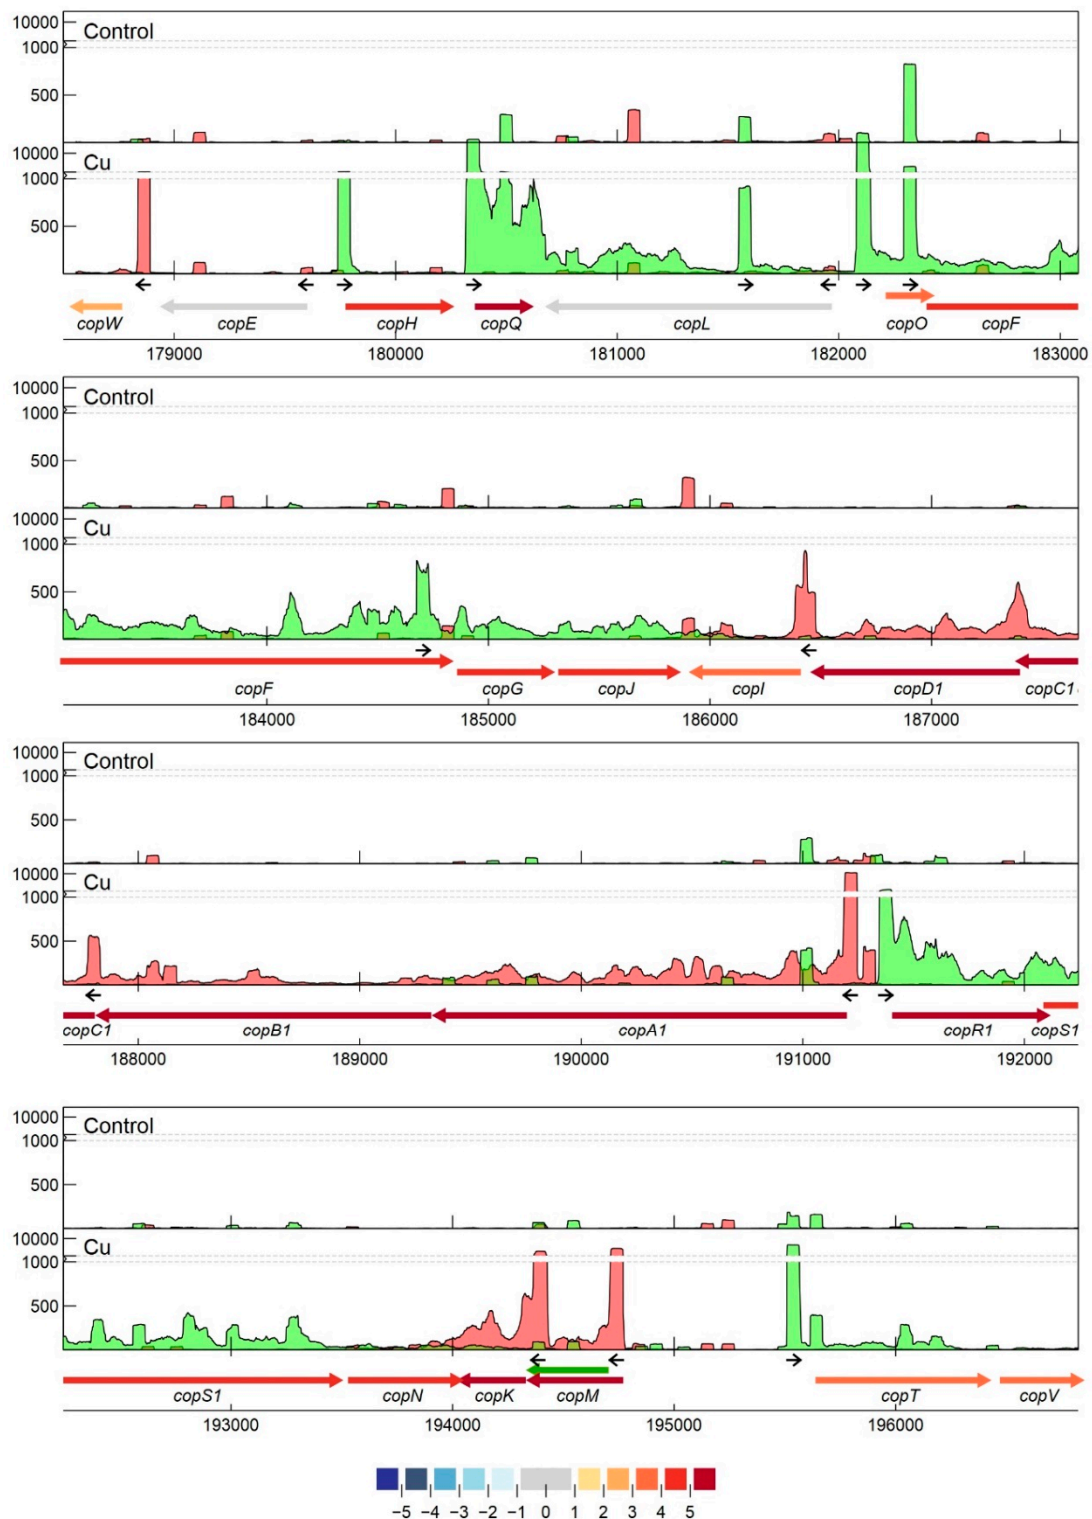 10000
Control
1000
500
10000
Cu
1000
500
copW copE copH copQ copL copO copF
179000 180000 181000 182000 183000
10000
Control
1000
500
10000
Cu
1000
500
copF copG copJ copI copD1 copC1
184000 185000 186000 187000
10000
Control
1000
500
10000
Cu
1000
500
copC1 copB1 copA1 copR1 copS1
188000 189000 190000 191000 192000
10000
Control
1000
500
10000
Cu
1000
500
copS1 copN copK copM copT copV
193000 194000 195000 196000
−5 −4 −3 −2 −1 0 1 2 3 4 5